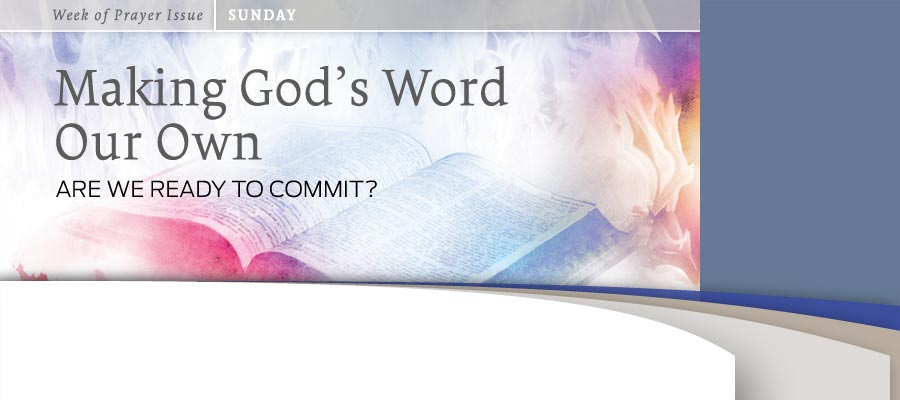 Week of Prayer Issue SUNDAY
Making God’s Word
Our Own
ARE WE READY TO COMMIT?